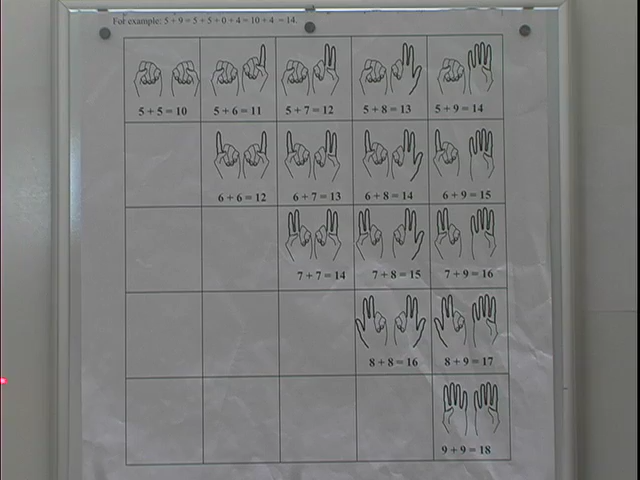 For example: 5 + 9 = 5 + 5 + 0 + 4 = 10 + 4 = 14.
5 + 5 = 10
5 + 6 = 11
5 + 7 = 12
5 + 8 = 13
5 + 9 = 14
6 + 6 = 12
6 + 7 = 13
6 + 8 = 14
6 + 9 = 15
7 + 7 = 14
7 + 8 = 15
7 + 9 = 16
8 + 8 = 16
8 + 9 = 17
9 + 9 = 18